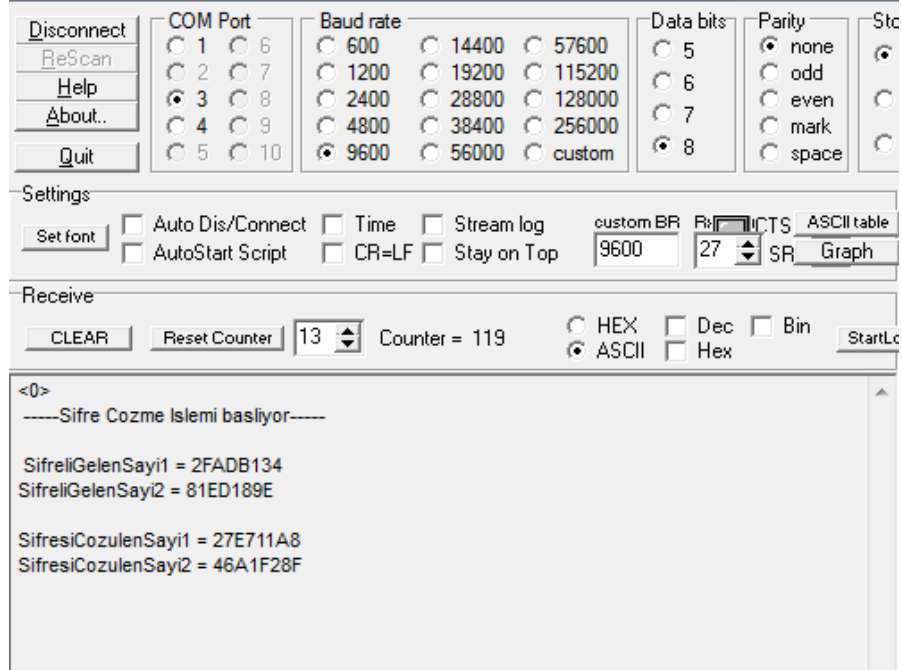 Disconnect
ReScan
Help
About..
Quit
COM Port
1 6
2 7
3 8
4 9
5 10
Baud rate
600 14400 57600
1200 19200 115200
2400 28800 128000
4800 38400 256000
9600 56000 custom
Data bits
5
6
7
8
Parity
none
odd
even
mark
space
Settings
Set font
Auto Dis/Connect Time Stream log
AutoStart Script CR=LF Stay on Top
custom BR
9600
27
CTS
ASCII table
Graph
Receive
CLEAR Reset Counter 13 Counter = 119
HEX Dec Bin
ASCII Hex
<0>
-----Sifre Cozme Islemi basliyor-----
SifreliGelenSayi1 = 2FADB134
SifreliGelenSayi2 = 81ED189E
SifresiCozulenSayi1 = 27E711A8
SifresiCozulenSayi2 = 46A1F28F